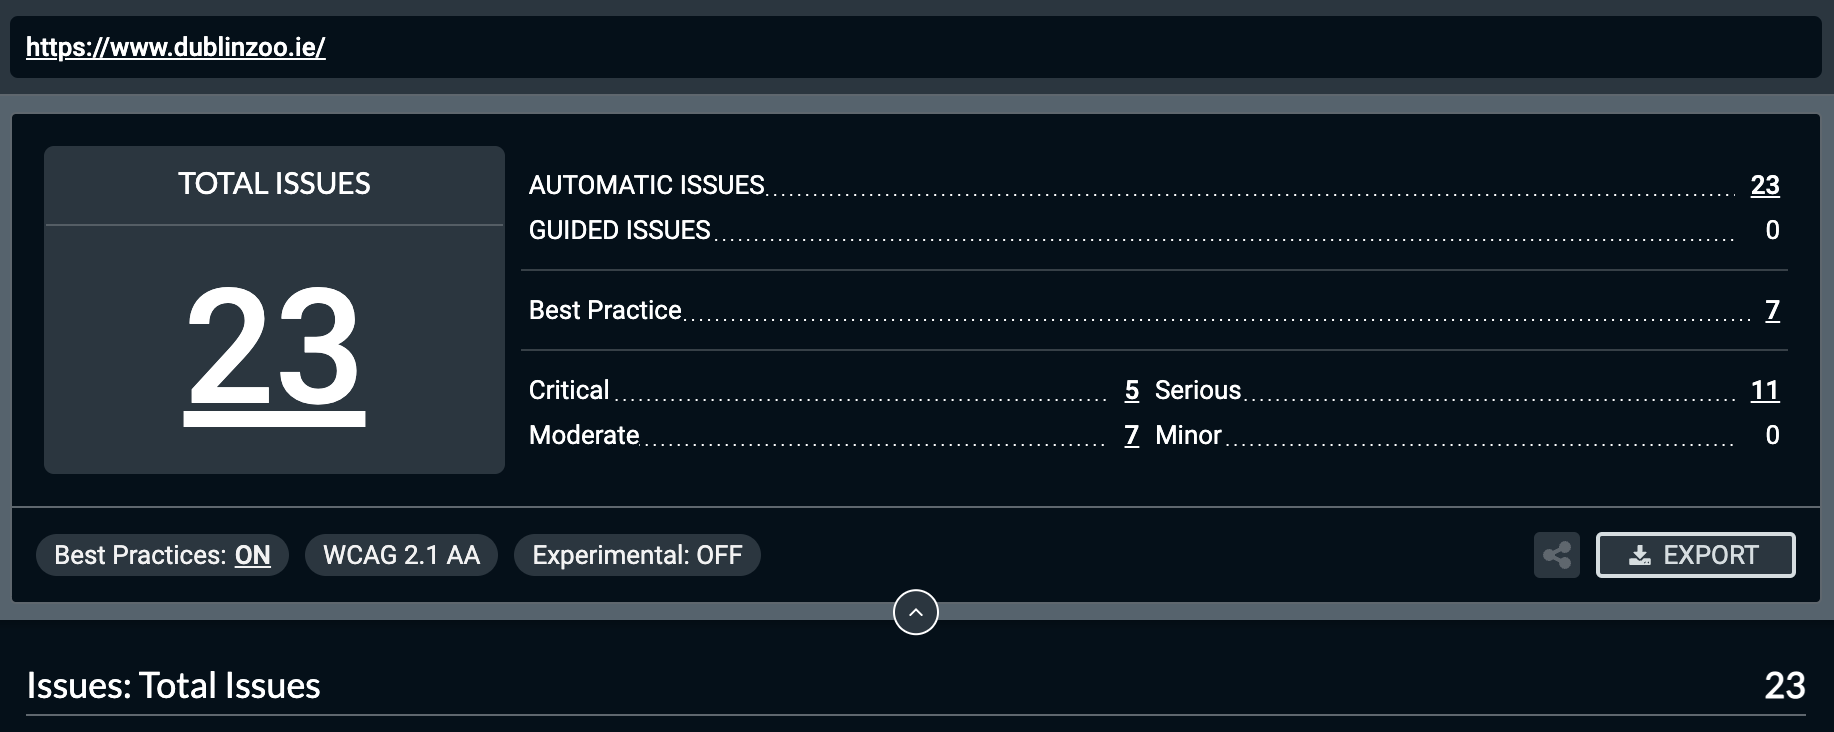 https://www.dublinzoo.ie/
TOTAL ISSUES
23
AUTOMATIC ISSUES 23
GUIDED ISSUES 0
Best Practice 7
Critical 5 Serious 11
Moderate 7 Minor 0
Best Practices: ON WCAG 2.1 AA Experimental: OFF EXPORT
Issues: Total Issues 23